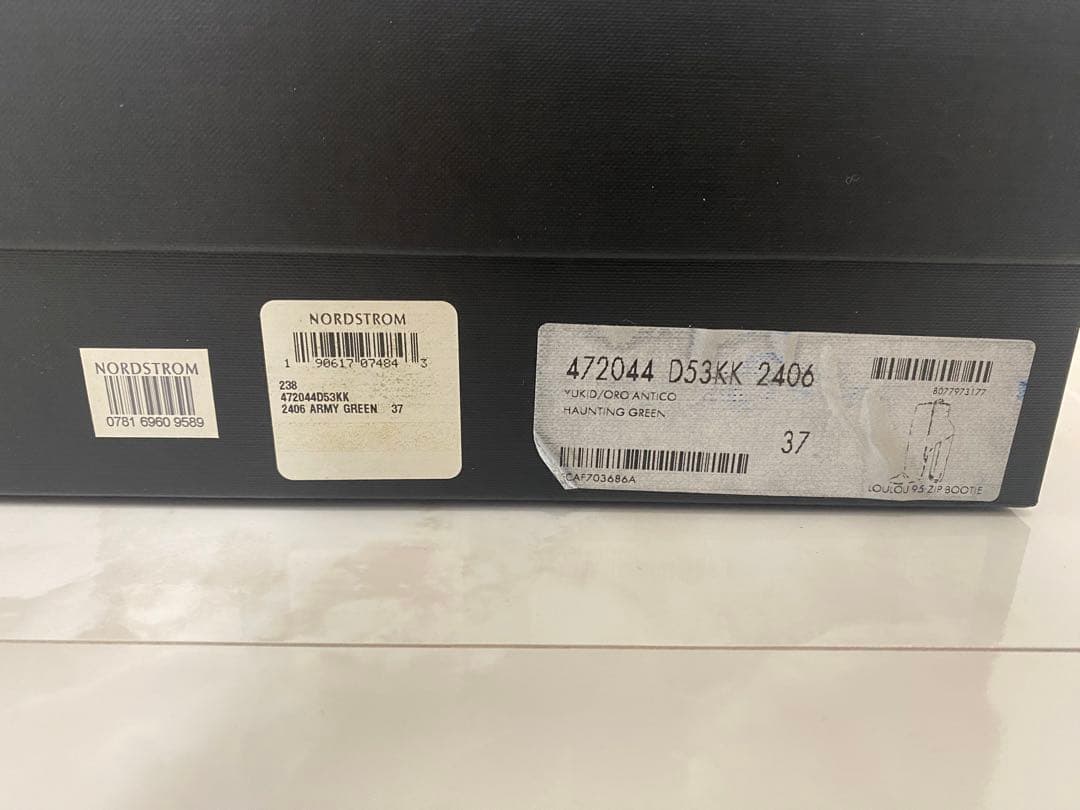 NORDSTROM
0781 6960 9589
NORDSTROM
1 90617 07484 3
238
472044D53KK
2406 ARMY GREEN 37
472044 D53KK 2406
YUKID/ORO ANTICO
HAUNTING GREEN
8077973177
37
CAF703686A
LOULOU 95 ZIP BOOTIE